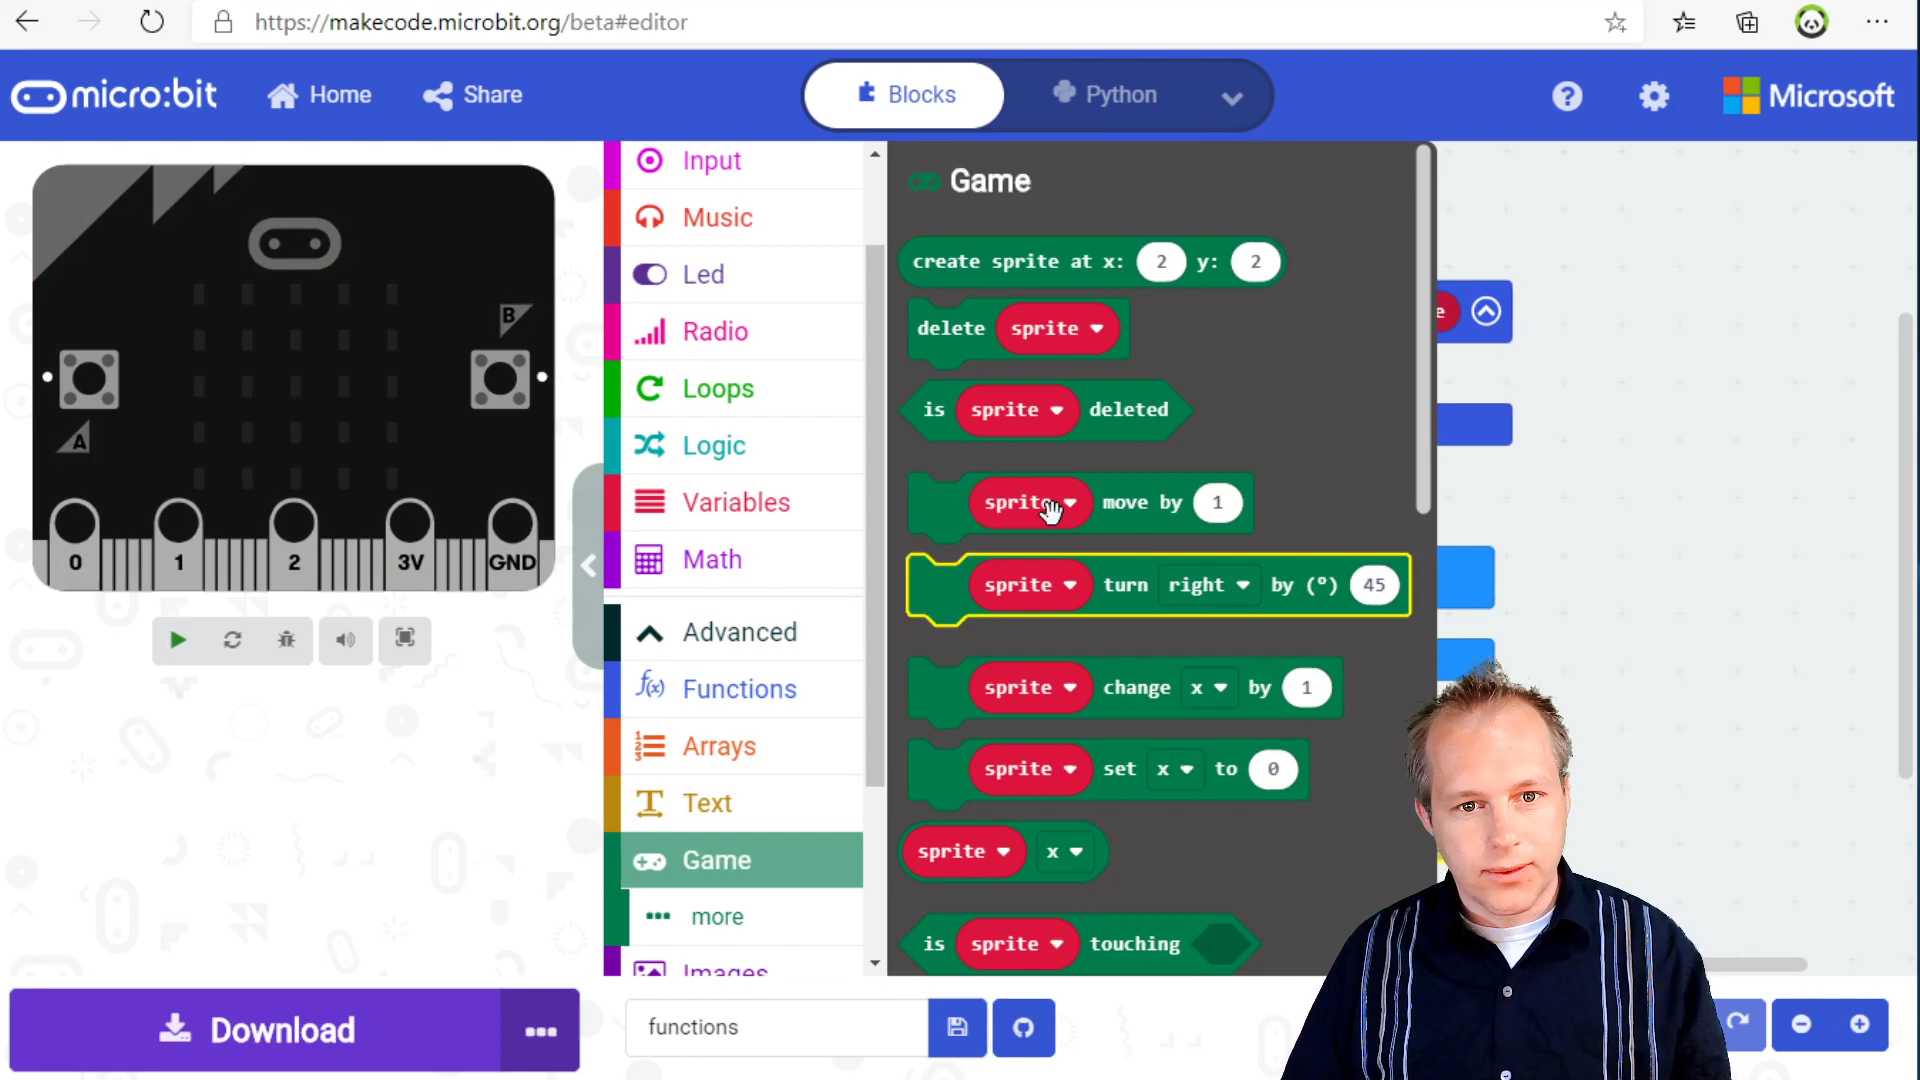 https://makecode.microbit.org/beta#editor
micro:bit
Home
Share
Blocks
Python
?
Microsoft
B
A
0
1
2
3V
GND
Input
Music
Led
Radio
Loops
Logic
Variables
Math
Advanced
f(x) Functions
Arrays
Text
Game
more
Images
Game
create sprite at x: 2 y: 2
delete sprite
is sprite deleted
sprite move by 1
sprite turn right by (°) 45
sprite change x by 1
sprite set x to 0
sprite x
is sprite touching
e
Download
functions